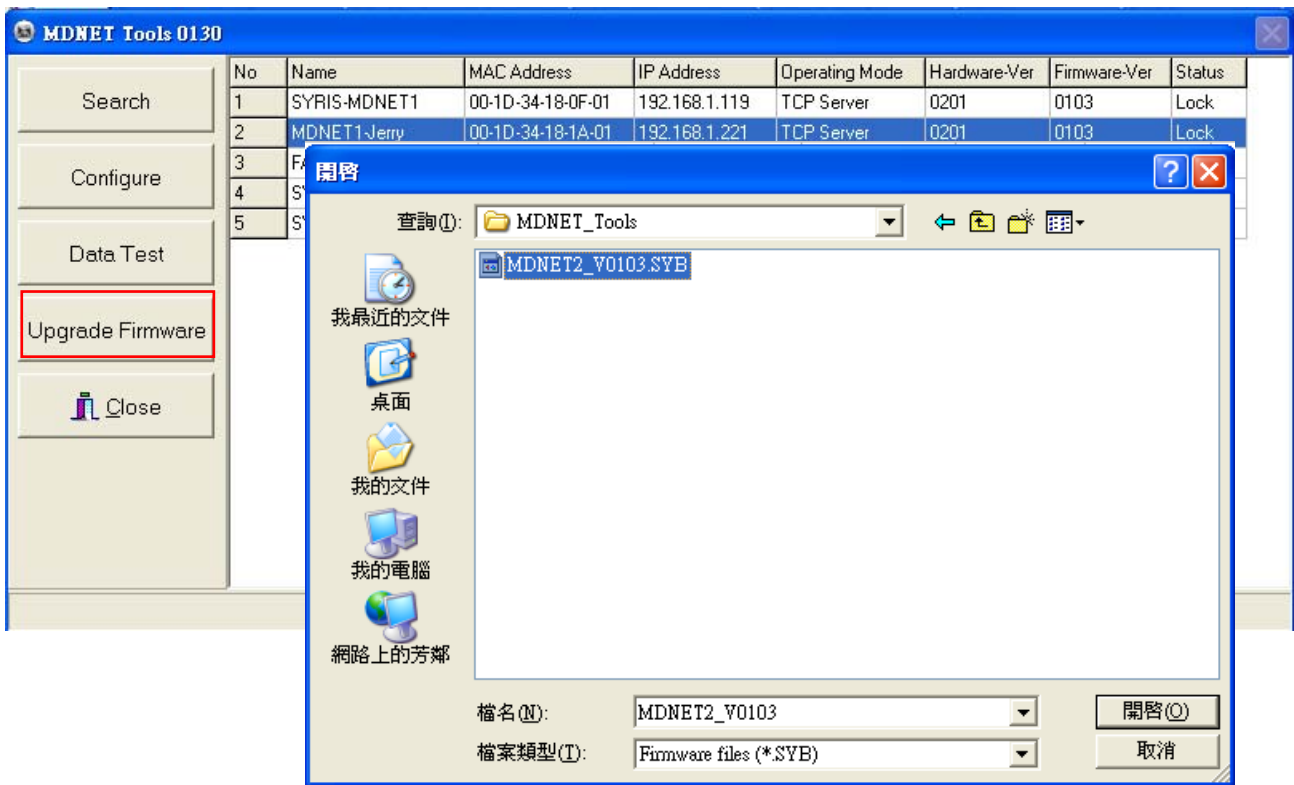 MDNET Tools 0130
No Name MAC Address IP Address Operating Mode Hardware-Ver Firmware-Ver Status
1 SYRIS-MDNET1 00-1D-34-18-0F-01 192.168.1.119 TCP Server 0201 0103 Lock
2 MDNET1-Jerry 00-1D-34-18-1A-01 192.168.1.221 TCP Server 0201 0103 Lock
3
4
5
Search
Configure
Data Test
Upgrade Firmware
Close
開啓
查詢(I): MDNET_Tools
MDNET2_V0103.SYB
我最近的文件
桌面
我的文件
我的電腦
網路上的芳鄰
檔名(N): MDNET2_V0103 開啓(O)
檔案類型(T): Firmware files (*.SYB) 取消